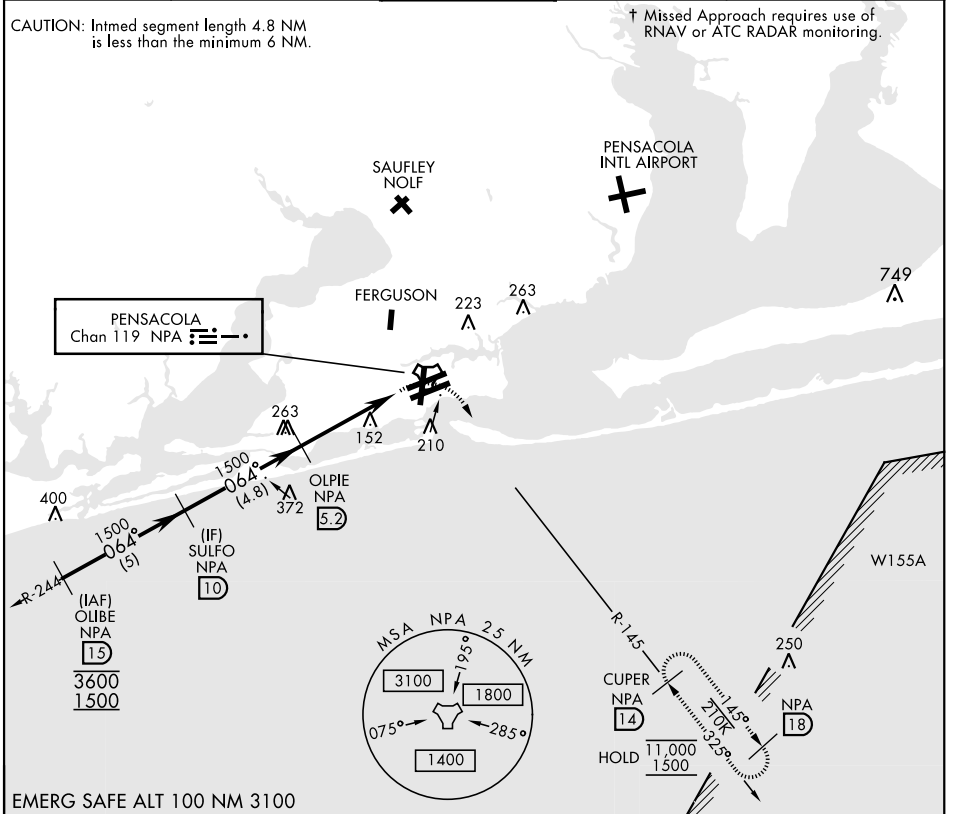 CAUTION: Intmed segment length 4.8 NM
is less than the minimum 6 NM.
† Missed Approach requires use of
RNAV or ATC RADAR monitoring.
PENSACOLA
INTL AIRPORT
SAUFLEY
NOLF
749
FERGUSON
223
263
PENSACOLA
Chan 119 NPA
263
152
210
1500
064°
(4.8)
372
OLPIE
NPA
5.2
400
1500
064°
(5)
(IF)
SULFO
NPA
10
R-244
(IAF)
OLIBE
NPA
15
3600
1500
W155A
R-145
250
MSA NPA 25 NM
195°
3100
1800
075°
285°
1400
CUPER
NPA
14
145°
210K
325°
NPA
18
HOLD
11,000
1500
EMERG SAFE ALT 100 NM 3100